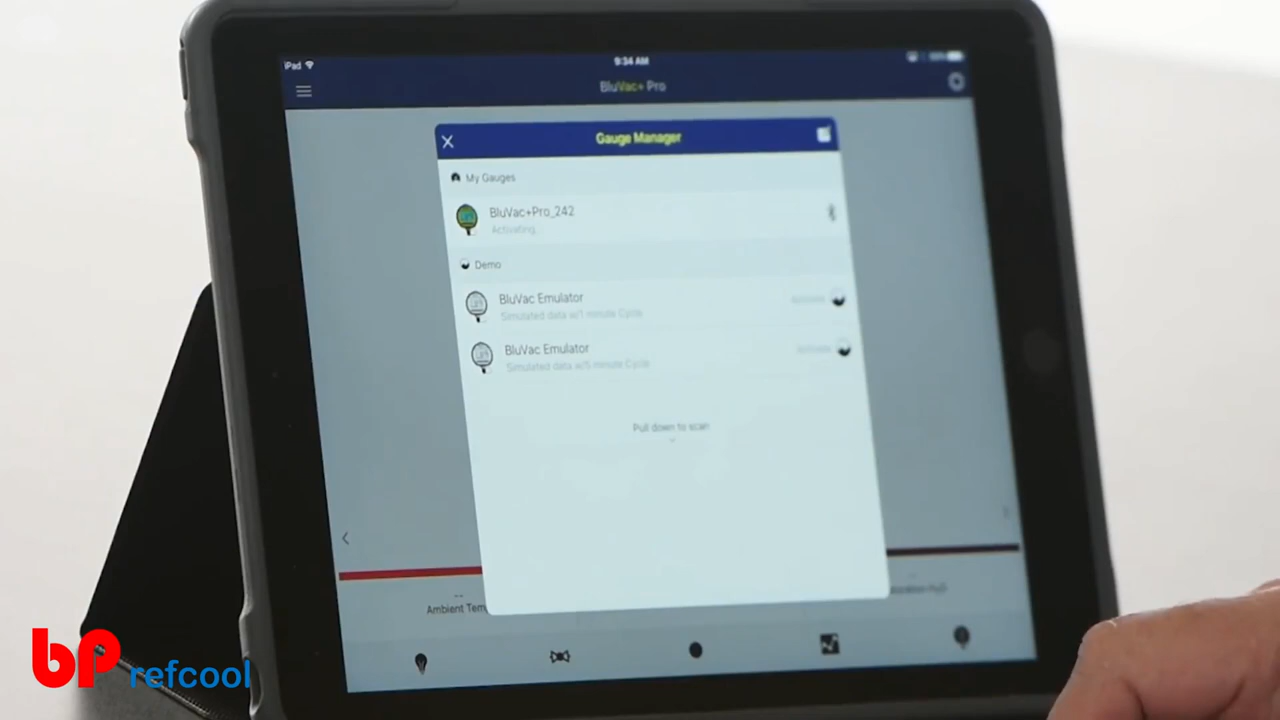 iPad
9:34 AM
BluVac+ Pro
Gauge Manager
My Gauges
BluVac+Pro_242
Activating.
Demo
BluVac Emulator
Simulated data w/1 minute Cycle
BluVac Emulator
Simulated data w/5 minute Cycle
Pull down to scan
--
Ambient Tem
bp refcool